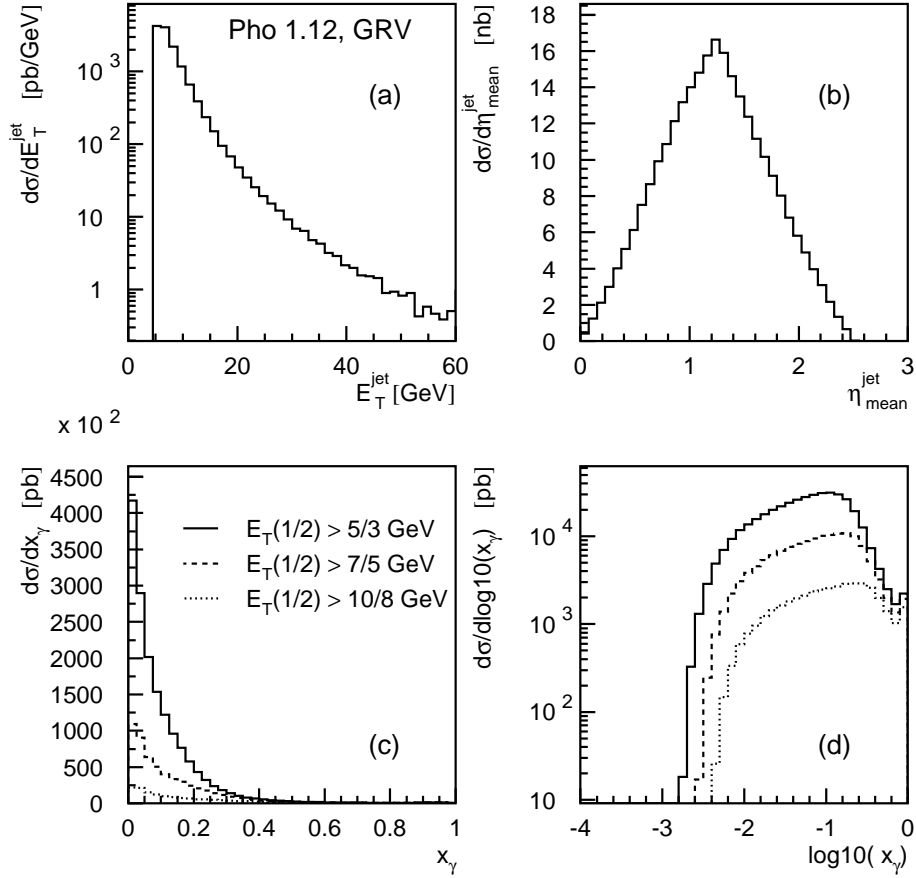 Pho 1.12, GRV
(a)
dσ/dE_T^jet [pb/GeV]
10^3
10^2
10
1
0 20 40 60
E_T^jet [GeV]
(b)
dσ/dη_mean^jet [nb]
18
16
14
12
10
8
6
4
2
0
0 1 2 3
η_mean^jet
x 10^2
dσ/dx_γ [pb]
4500
4000
3500
3000
2500
2000
1500
1000
500
0
E_T(1/2) > 5/3 GeV
E_T(1/2) > 7/5 GeV
E_T(1/2) > 10/8 GeV
(c)
0 0.2 0.4 0.6 0.8 1
x_γ
dσ/dlog10(x_γ) [pb]
10^4
10^3
10^2
10
(d)
-4 -3 -2 -1 0
log10( x_γ)